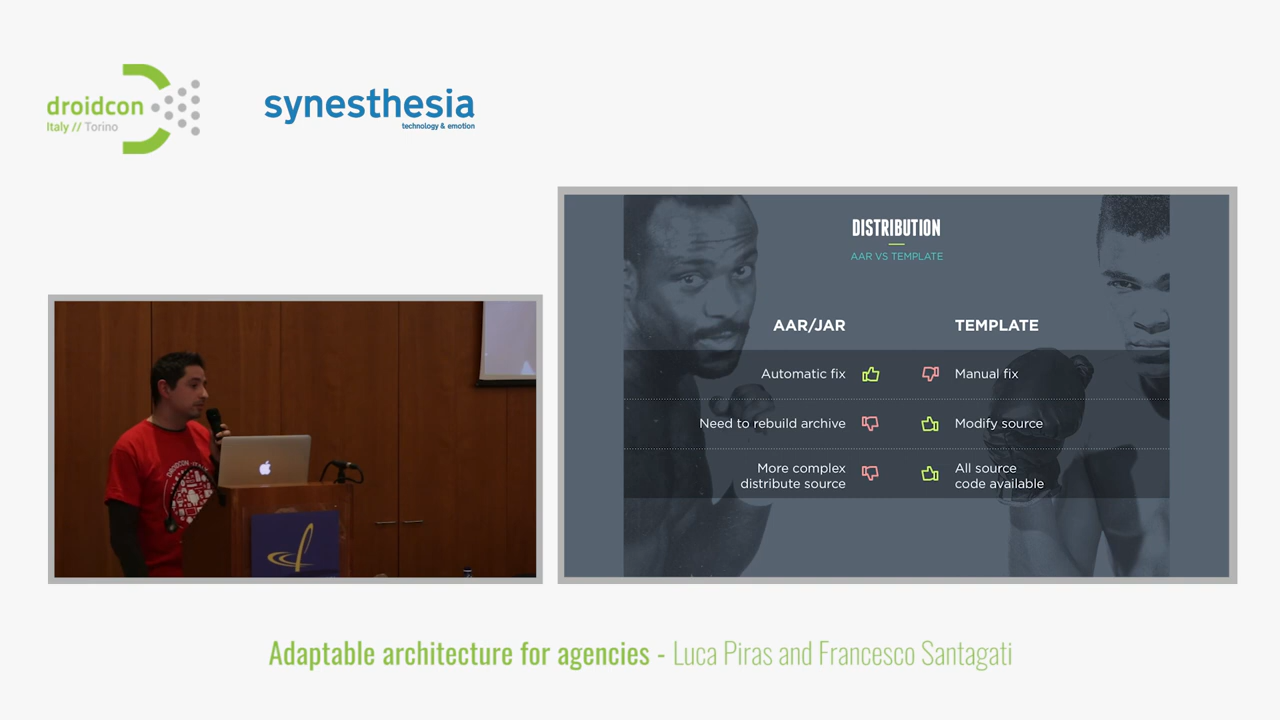 droidcon
Italy // Torino
synesthesia
technology & emotion
DISTRIBUTION
AAR VS TEMPLATE
AAR/JAR
TEMPLATE
Automatic fix
Manual fix
Need to rebuild archive
Modify source
More complex
distribute source
All source
code available
Adaptable architecture for agencies - Luca Piras and Francesco Santagati